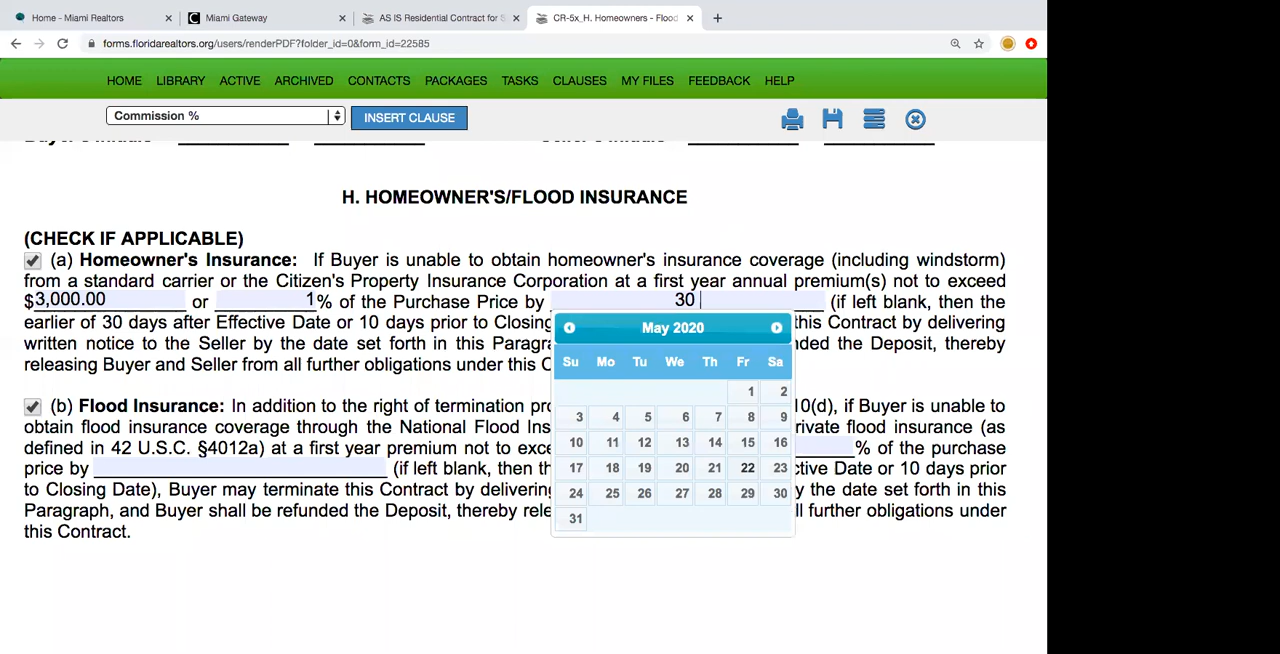 Home - Miami Realtors
Miami Gateway
AS IS Residential Contract for S
CR-5x_H. Homeowners - Flood
forms.floridarealtors.org/users/renderPDF?folder_id=0&form_id=22585
HOME LIBRARY ACTIVE ARCHIVED CONTACTS PACKAGES TASKS CLAUSES MY FILES FEEDBACK HELP
Commission % INSERT CLAUSE
H. HOMEOWNER'S/FLOOD INSURANCE
(CHECK IF APPLICABLE)
(a) Homeowner's Insurance: If Buyer is unable to obtain homeowner's insurance coverage (including windstorm)
from a standard carrier or the Citizen's Property Insurance Corporation at a first year annual premium(s) not to exceed
$3,000.00 or 1% of the Purchase Price by 30 (if left blank, then the
earlier of 30 days after Effective Date or 10 days prior to Closing this Contract by delivering
written notice to the Seller by the date set forth in this Paragra nded the Deposit, thereby
releasing Buyer and Seller from all further obligations under this C
(b) Flood Insurance: In addition to the right of termination pro 10(d), if Buyer is unable to
obtain flood insurance coverage through the National Flood Ins rivate flood insurance (as
defined in 42 U.S.C. §4012a) at a first year premium not to exce % of the purchase
price by (if left blank, then th ctive Date or 10 days prior
to Closing Date), Buyer may terminate this Contract by delivering y the date set forth in this
Paragraph, and Buyer shall be refunded the Deposit, thereby rele ll further obligations under
this Contract.
May 2020
Su Mo Tu We Th Fr Sa
1 2
3 4 5 6 7 8 9
10 11 12 13 14 15 16
17 18 19 20 21 22 23
24 25 26 27 28 29 30
31